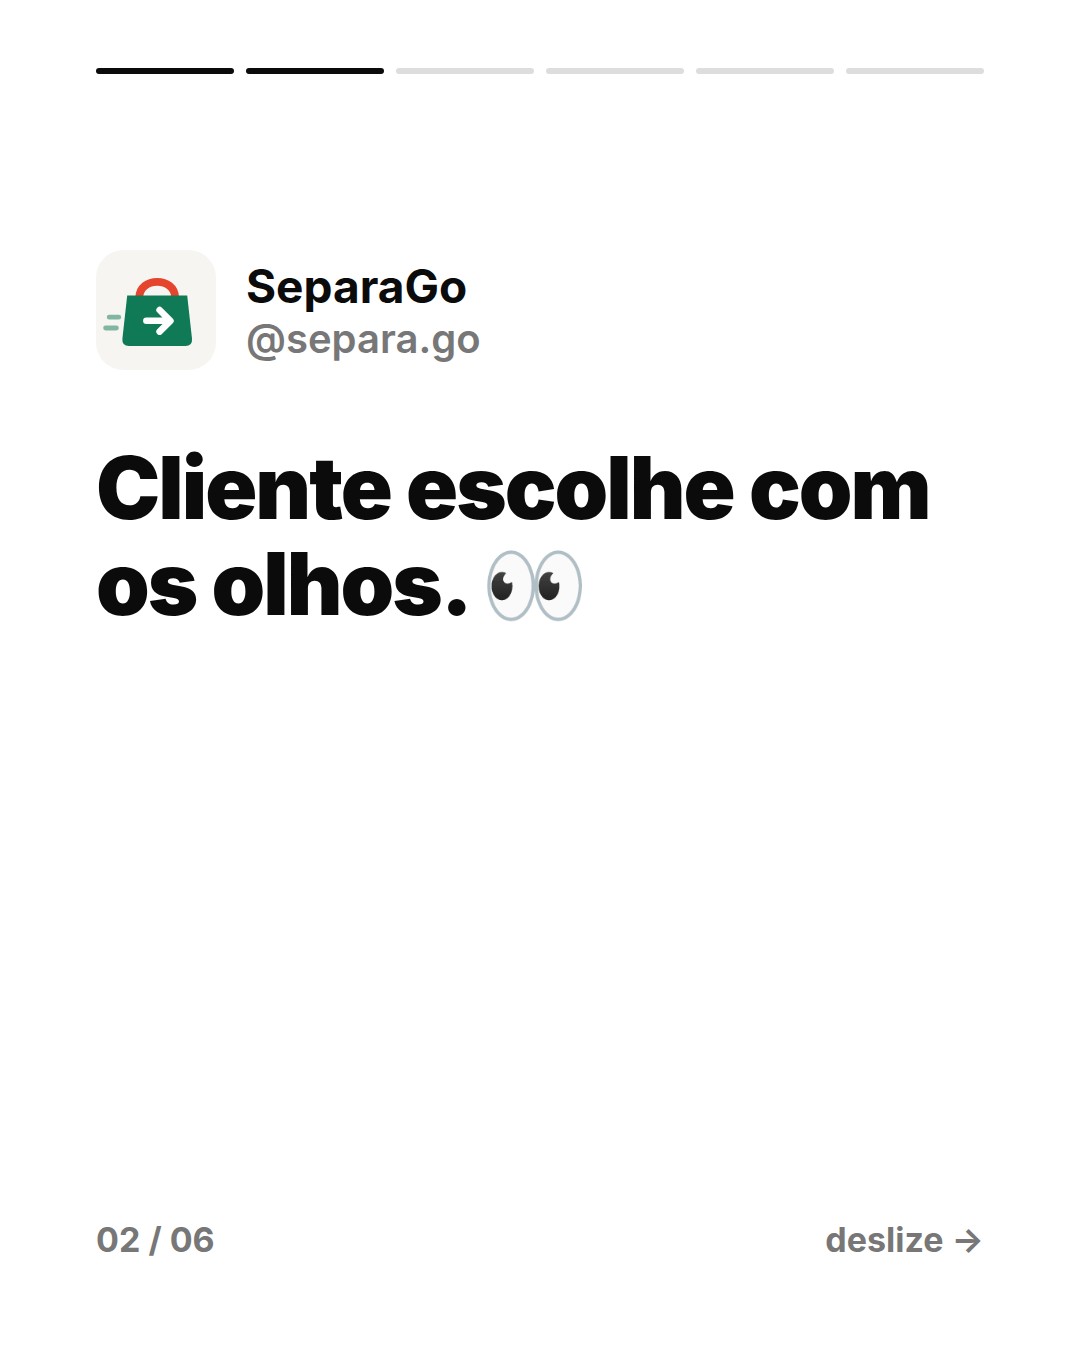 SeparaGo
@separa.go
Cliente escolhe com
os olhos. 👀
02 / 06
deslize →